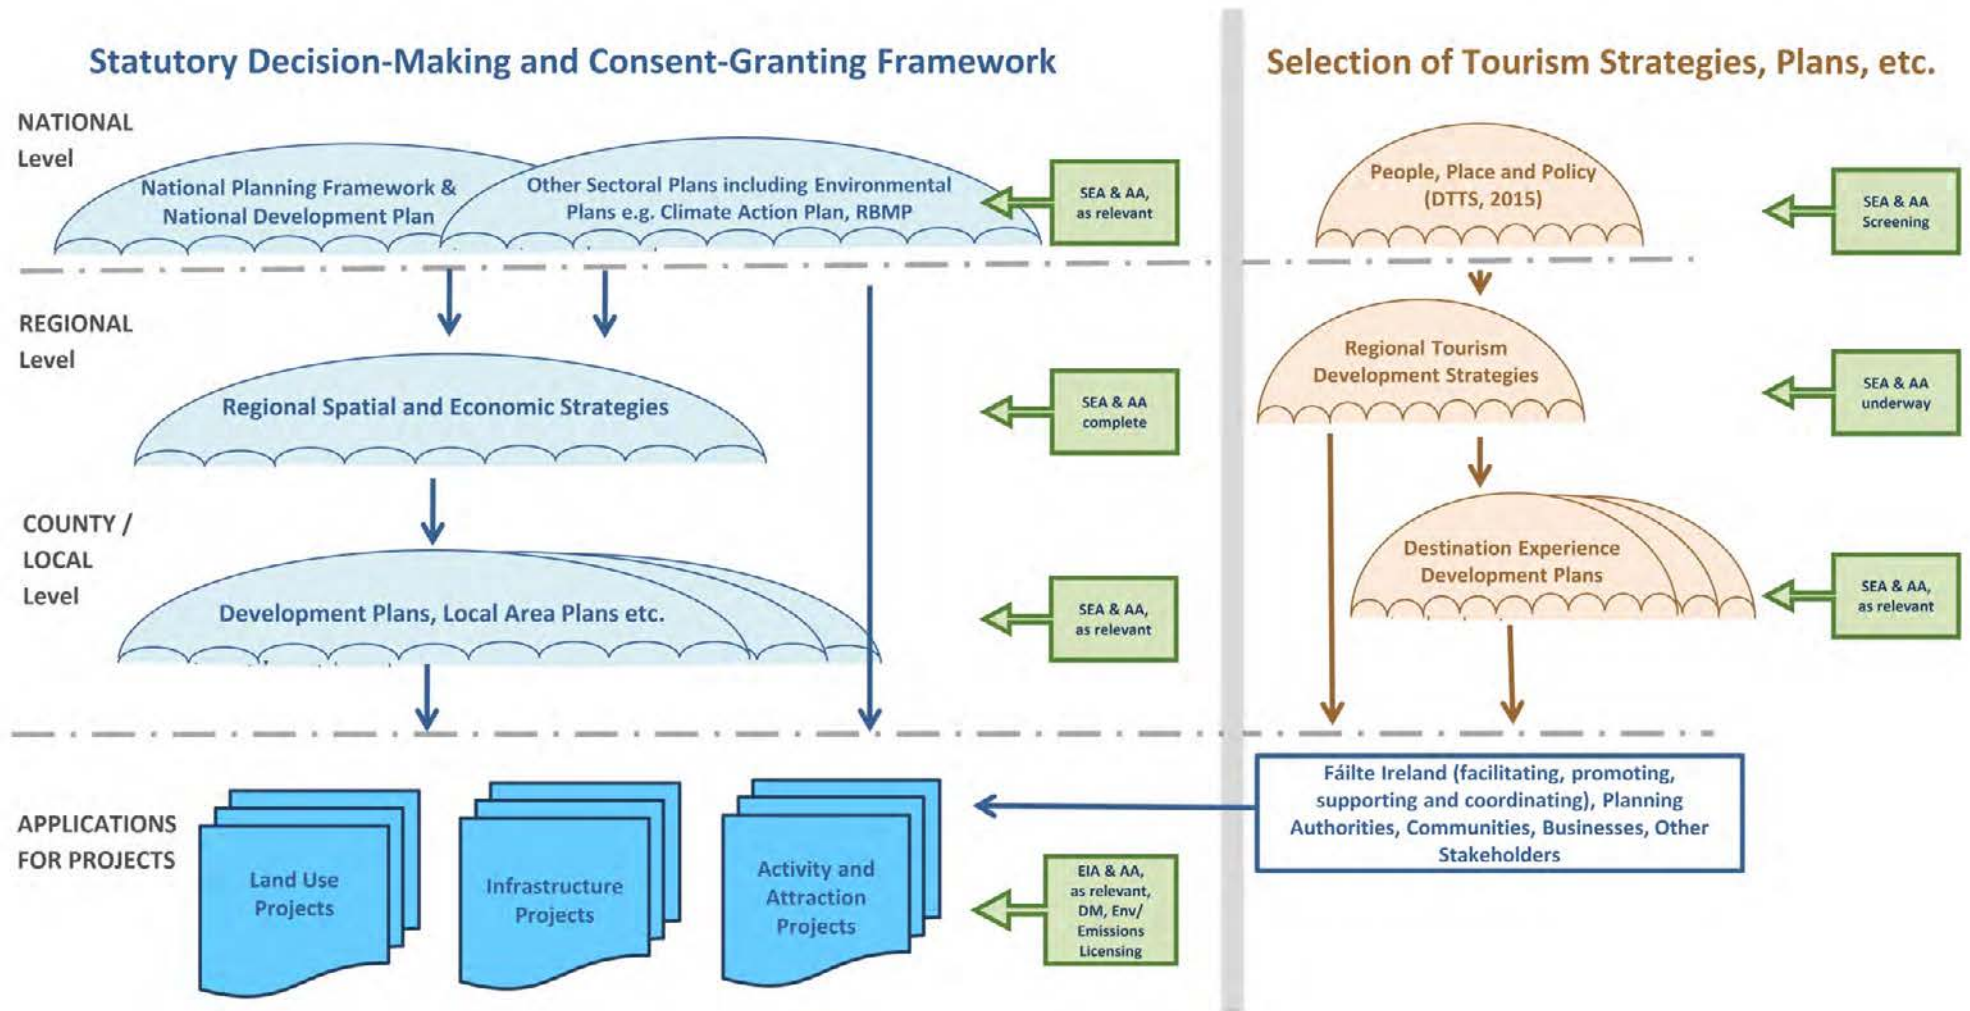 Statutory Decision-Making and Consent-Granting Framework
Selection of Tourism Strategies, Plans, etc.
NATIONAL
Level
National Planning Framework &
National Development Plan
Other Sectoral Plans including Environmental
Plans e.g. Climate Action Plan, RBMP
SEA & AA,
as relevant
People, Place and Policy
(DTTS, 2015)
SEA & AA
Screening
REGIONAL
Level
Regional Spatial and Economic Strategies
SEA & AA
complete
Regional Tourism
Development Strategies
SEA & AA
underway
COUNTY /
LOCAL
Level
Development Plans, Local Area Plans etc.
SEA & AA,
as relevant
Destination Experience
Development Plans
SEA & AA,
as relevant
APPLICATIONS
FOR PROJECTS
Land Use
Projects
Infrastructure
Projects
Activity and
Attraction
Projects
EIA & AA,
as relevant,
DM, Env/
Emissions
Licensing
Fáilte Ireland (facilitating, promoting,
supporting and coordinating), Planning
Authorities, Communities, Businesses, Other
Stakeholders